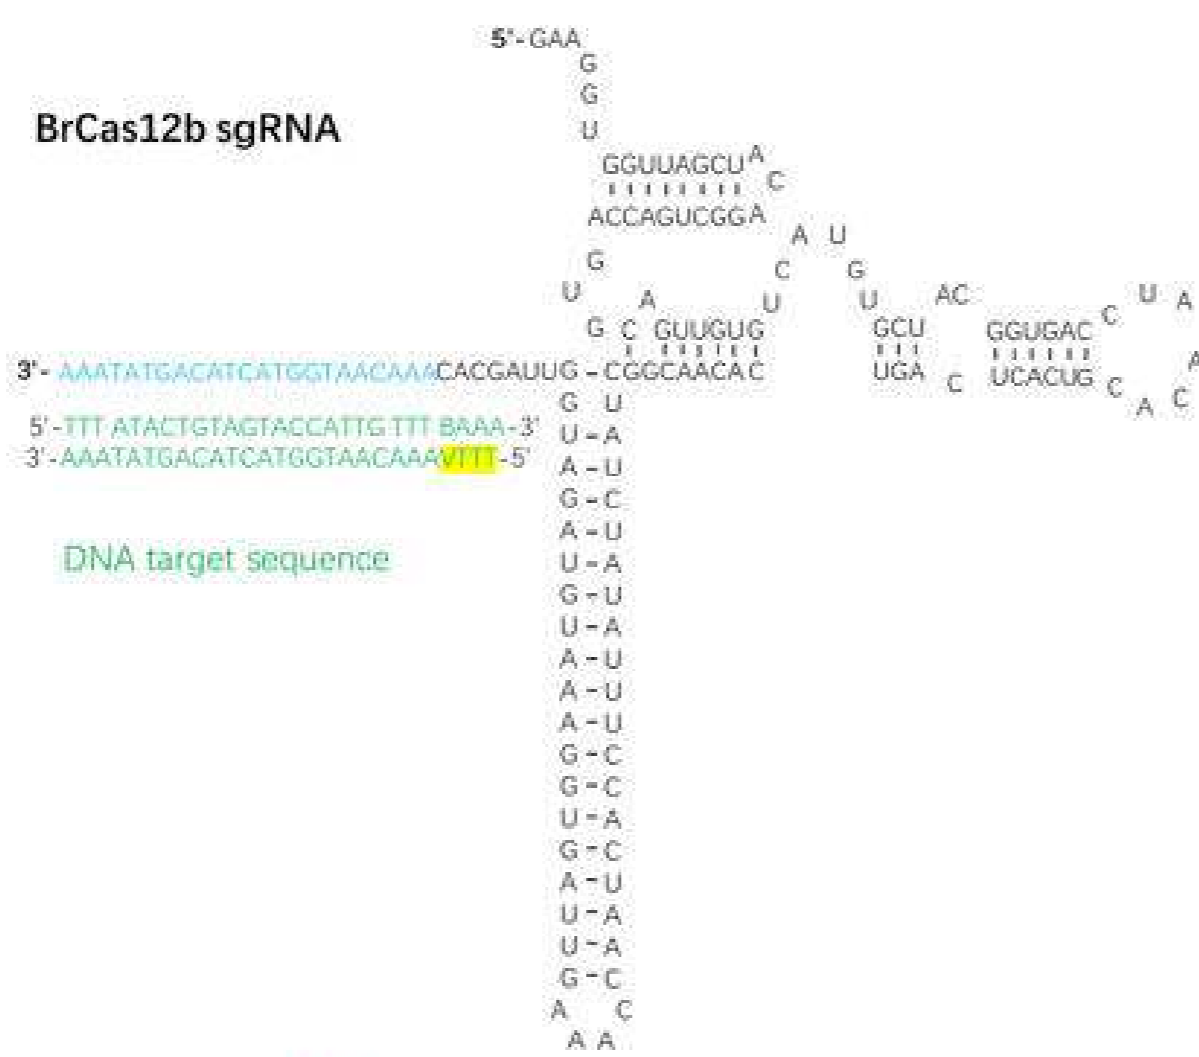 5'-GAA
G
G
BrCas12b sgRNA
U
GGUUAGCU A
C
ACCAGUCGGA
A U
G
C G
U A U U AC C U A
G C GUUGUG GCU GGUGAC
3'- AAATATGACATCATGGTAACAAACACGAUUG-CGGCAACAC UGA C UCACUG C A C A
G U
5'-TTT ATACTGTAGTACCATTG TTT BAAA-3'
U-A
3'-AAATATGACATCATGGTAACAAAVTTT-5'
A-U
G-C
A-U
DNA target sequence
U-A
G-U
U-A
A-U
A-U
A-U
G-C
G-C
U-A
G-C
A-U
U-A
U-A
G-C
A C
A A